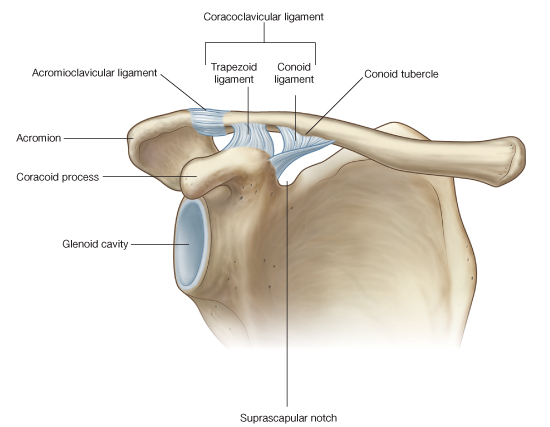 Coracoclavicular ligament
Trapezoid
ligament
Conoid
ligament
Acromioclavicular ligament
Conoid tubercle
Acromion
Coracoid process
Glenoid cavity
Suprascapular notch